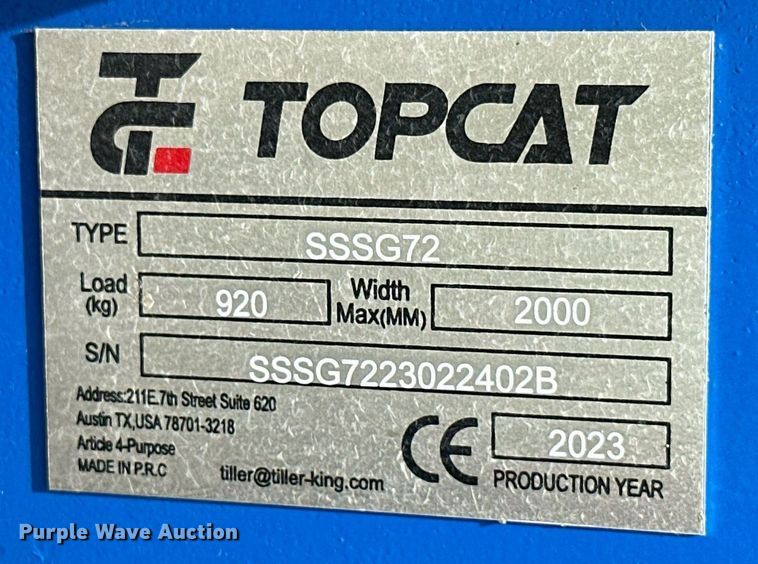 TOPCAT
TYPE SSSG72
Load (kg) 920 Width Max(MM) 2000
S/N SSSG7223022402B
Address:211E.7th Street Suite 620
Austin TX,USA 78701-3218
Article 4-Purpose
MADE IN P.R.C
tiller@tiller-king.com
CE
2023
PRODUCTION YEAR
Purple Wave Auction